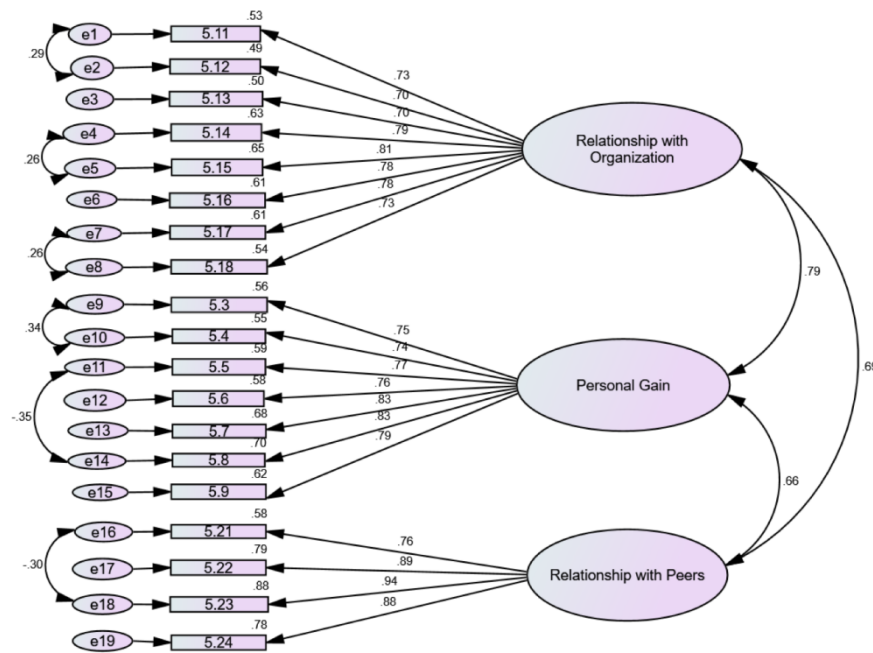 .53
e1
5.11
.49
.29
e2
5.12
.50
e3
5.13
.63
e4
5.14
.65
.26
e5
5.15
.61
e6
5.16
.61
e7
5.17
.54
.26
e8
5.18
.73
.70
.70
.79
.81
.78
.78
.73
Relationship with
Organization
.56
e9
5.3
.55
.34
e10
5.4
.59
e11
5.5
.58
e12
5.6
.68
-.35
e13
5.7
.70
e14
5.8
.62
e15
5.9
.75
.74
.77
.76
.83
.83
.79
Personal Gain
.79
.66
.58
e16
5.21
.79
-.30
e17
5.22
.88
e18
5.23
.78
e19
5.24
.76
.89
.94
.88
Relationship with Peers